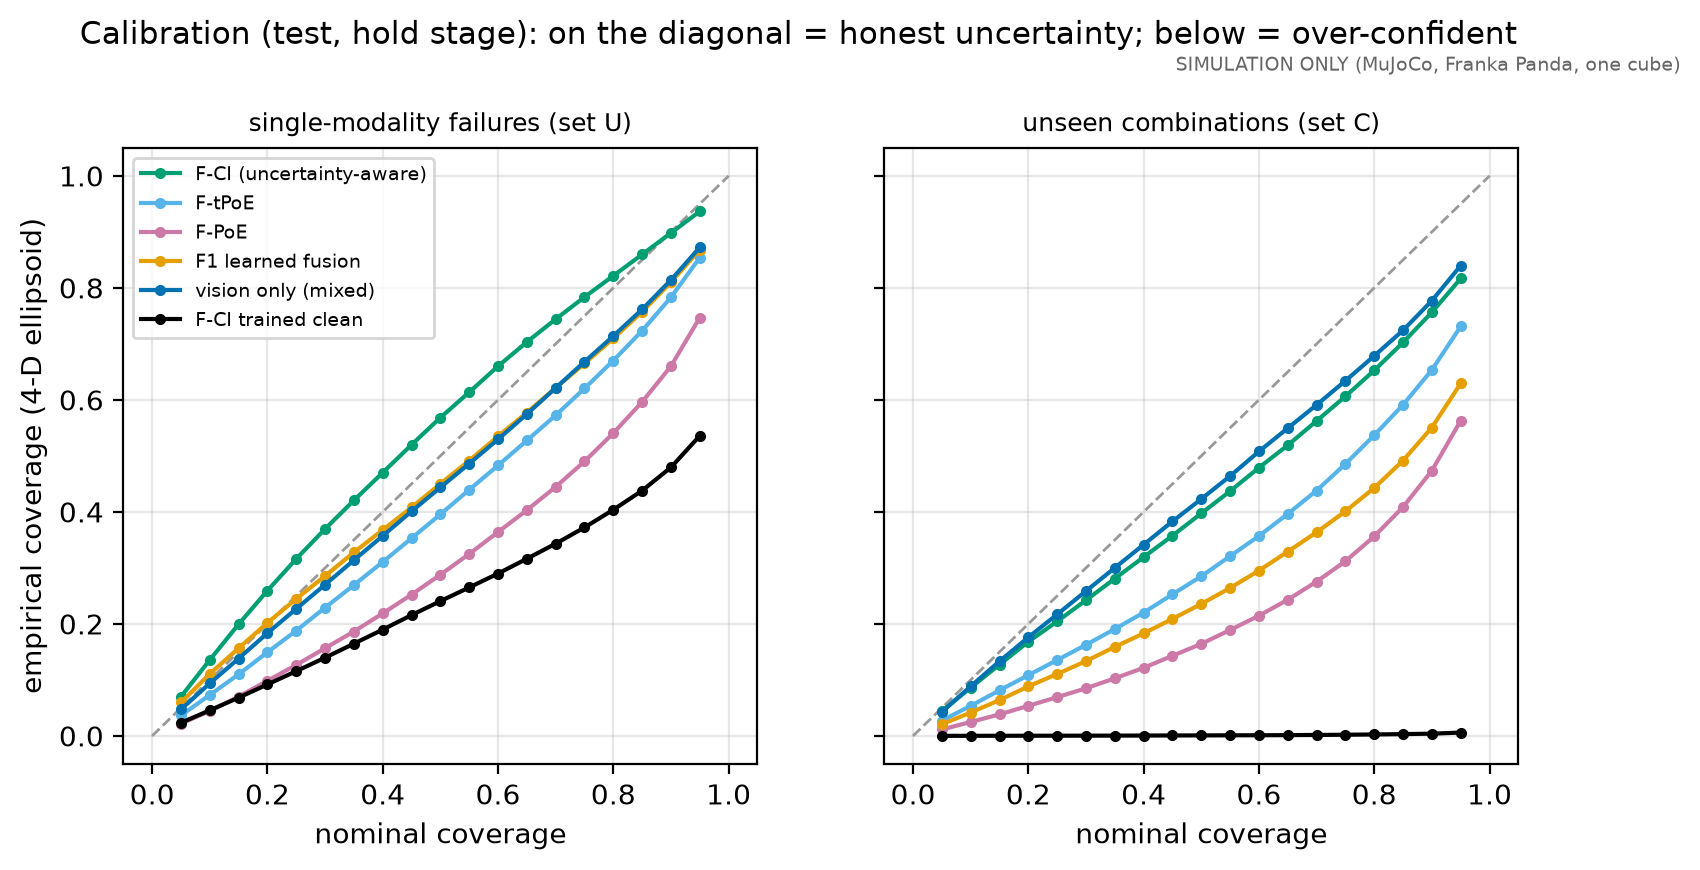 Calibration (test, hold stage): on the diagonal = honest uncertainty; below = over-confident
SIMULATION ONLY (MuJoCo, Franka Panda, one cube)
single-modality failures (set U)
unseen combinations (set C)
F-CI (uncertainty-aware)
F-tPoE
F-PoE
F1 learned fusion
vision only (mixed)
F-CI trained clean
empirical coverage (4-D ellipsoid)
1.0
0.8
0.6
0.4
0.2
0.0
0.0 0.2 0.4 0.6 0.8 1.0
0.0 0.2 0.4 0.6 0.8 1.0
nominal coverage
nominal coverage